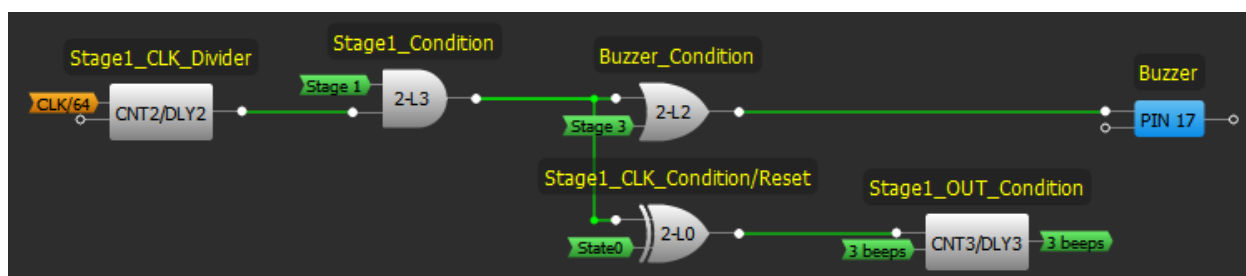 Stage1_CLK_Divider
Stage1_Condition
Buzzer_Condition
Buzzer
CLK/64
CNT2/DLY2
Stage 1
2-L3
Stage 3
2-L2
PIN 17
Stage1_CLK_Condition/Reset
Stage1_OUT_Condition
State0
2-L0
3 beeps
CNT3/DLY3
3 beeps